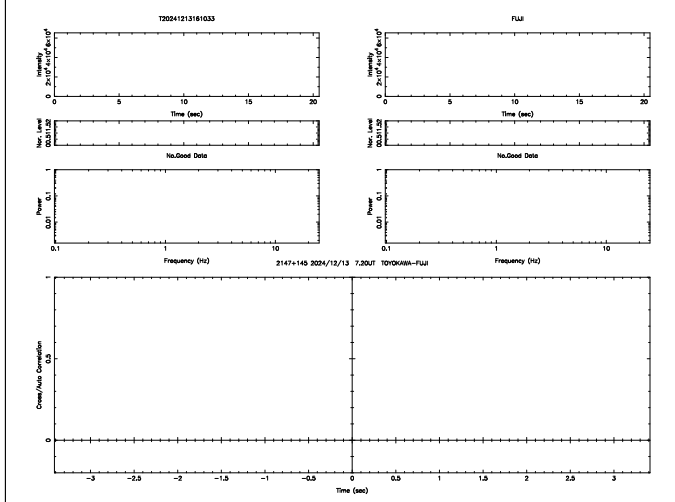 T20241213161033 FUJI
Intensity 0 2×10⁴ 4×10⁴ 6×10⁴ Intensity 0 2×10⁴ 4×10⁴ 6×10⁴
0 5 10 15 20 0 5 10 15 20
Time (sec) Time (sec)
Nor. Level 00.511.52 Nor. Level 00.511.52
No.Good Data No.Good Data
Power 0.01 0.1 1 Power 0.01 0.1 1
0.1 1 10 0.1 1 10
Frequency (Hz) Frequency (Hz)
2147+145 2024/12/13 7.20UT TOYOKAWA-FUJI
Cross/Auto Correlation 0 0.5 1
-3 -2.5 -2 -1.5 -1 -0.5 0 0.5 1 1.5 2 2.5 3
Time (sec)